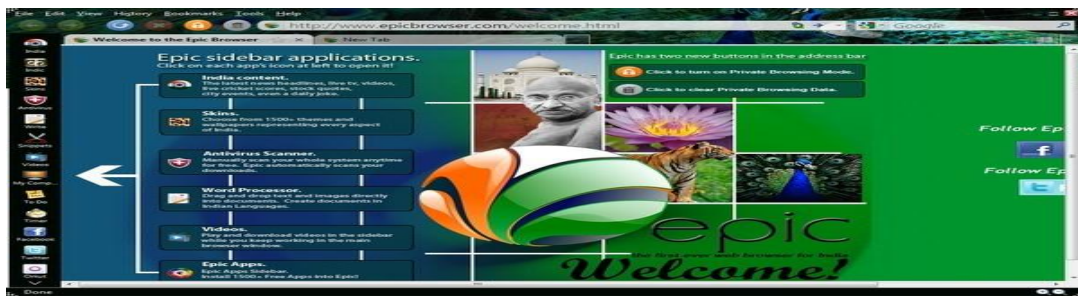 File Edit View History Bookmarks Tools Help
http://www.epicbrowser.com/welcome.html
Google
Welcome to the Epic Browser
New Tab
India
Indic
Skins
Antivirus
Write
Snippets
Videos
My Comp...
To Do
Timer
Facebook
Twitter
Orkut
Epic sidebar applications.
Click on each app's icon at left to open it!
India content.
The latest news headlines, live tv, videos,
live cricket scores, stock quotes,
city events, even a daily joke.
Skins.
Choose from 1500+ themes and
wallpapers representing every aspect
of India.
Antivirus Scanner.
Manually scan your whole system anytime
for free. Epic automatically scans your
downloads.
Word Processor.
Drag and drop text and images directly
into documents. Create documents in
Indian Languages.
Videos.
Play and download videos in the sidebar
while you keep working in the main
browser window.
Epic Apps.
Epic Apps Sidebar.
Install 1500+ Free Apps into Epic!
Epic has two new buttons in the address bar
Click to turn on Private Browsing Mode.
Click to clear Private Browsing Data.
Follow Ep
f
Follow Ep
t
epic
the first ever web browser for India
Welcome!
Done